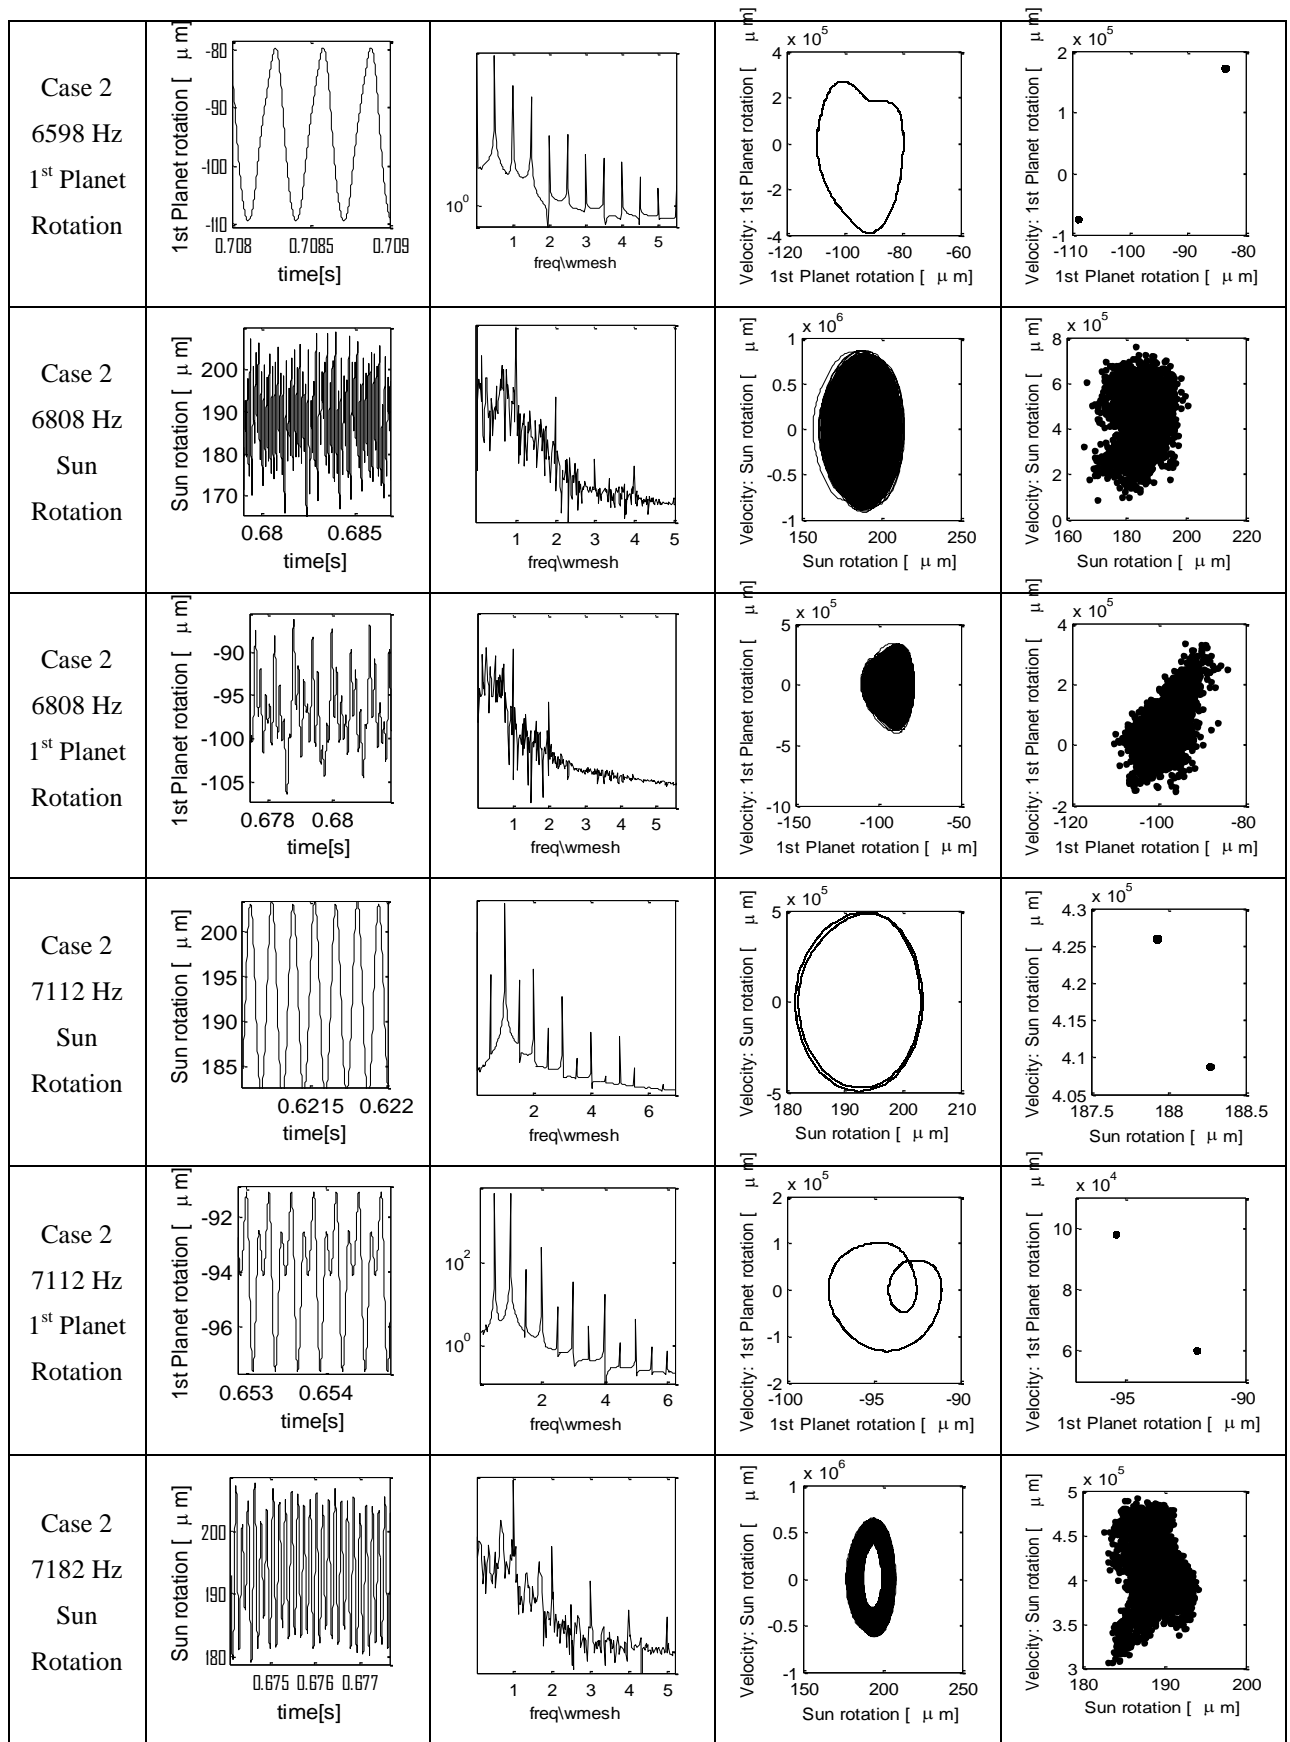 Case 2
6598 Hz
1st Planet
Rotation
1st Planet rotation [ μ m]
-80
-90
-100
-110
0.708
0.7085
0.709
time[s]
10^0
1 2 3 4 5
freq\wmesh
Velocity: 1st Planet rotation [ μ m]
x 10^5
4
2
0
-2
-4
-120 -100 -80 -60
1st Planet rotation [ μ m]
Velocity: 1st Planet rotation [ μ m]
x 10^5
2
1
0
-1
-110 -100 -90 -80
1st Planet rotation [ μ m]
Case 2
6808 Hz
Sun
Rotation
Sun rotation [ μ m]
200
190
180
170
0.68 0.685
time[s]
1 2 3 4 5
freq\wmesh
Velocity: Sun rotation [ μ m]
x 10^6
1
0.5
0
-0.5
-1
150 200 250
Sun rotation [ μ m]
Velocity: Sun rotation [ μ m]
x 10^5
8
6
4
2
0
160 180 200 220
Sun rotation [ μ m]
Case 2
6808 Hz
1st Planet
Rotation
1st Planet rotation [ μ m]
-90
-95
-100
-105
0.678 0.68
time[s]
1 2 3 4 5
freq\wmesh
Velocity: 1st Planet rotation [ μ m]
x 10^5
5
0
-5
-10
-150 -100 -50
1st Planet rotation [ μ m]
Velocity: 1st Planet rotation [ μ m]
x 10^5
4
2
0
-2
-120 -100 -80
1st Planet rotation [ μ m]
Case 2
7112 Hz
Sun
Rotation
Sun rotation [ μ m]
200
195
190
185
0.6215 0.622
time[s]
2 4 6
freq\wmesh
Velocity: Sun rotation [ μ m]
x 10^5
5
0
-5
180 190 200 210
Sun rotation [ μ m]
Velocity: Sun rotation [ μ m]
x 10^5
4.3
4.25
4.2
4.15
4.1
4.05
187.5 188 188.5
Sun rotation [ μ m]
Case 2
7112 Hz
1st Planet
Rotation
1st Planet rotation [ μ m]
-92
-94
-96
0.653 0.654
time[s]
10^2
10^0
2 4 6
freq\wmesh
Velocity: 1st Planet rotation [ μ m]
x 10^5
2
1
0
-1
-2
-100 -95 -90
1st Planet rotation [ μ m]
Velocity: 1st Planet rotation [ μ m]
x 10^4
10
8
6
-95 -90
1st Planet rotation [ μ m]
Case 2
7182 Hz
Sun
Rotation
Sun rotation [ μ m]
200
190
180
0.675 0.676 0.677
time[s]
1 2 3 4 5
freq\wmesh
Velocity: Sun rotation [ μ m]
x 10^6
1
0.5
0
-0.5
-1
150 200 250
Sun rotation [ μ m]
Velocity: Sun rotation [ μ m]
x 10^5
5
4.5
4
3.5
3
180 190 200
Sun rotation [ μ m]